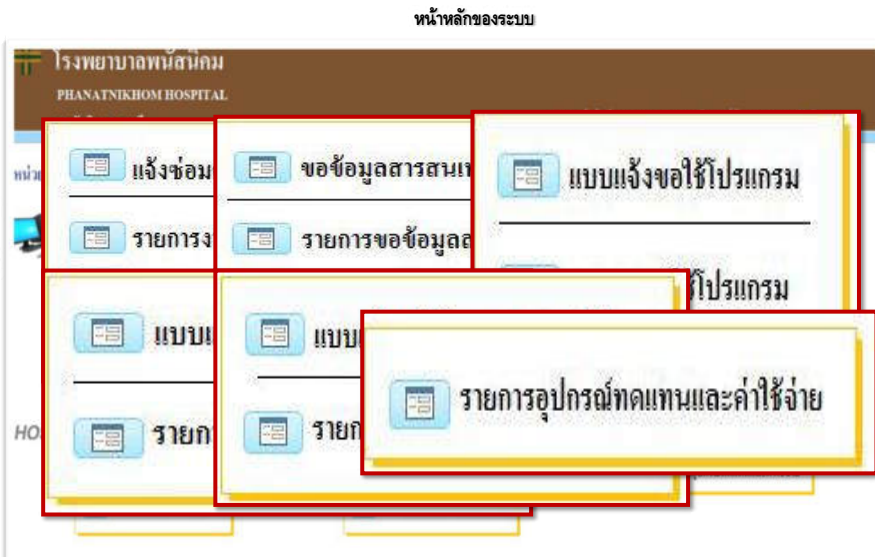 หน้าหลักของระบบ
โรงพยาบาลพนัสนิคม
PHANATNIKHOM HOSPITAL
แจ้งซ่อม
ขอข้อมูลสารสนเท
แบบแจ้งขอใช้โปรแกรม
หน่วย
รายการง
รายการขอข้อมูลส
ใช้โปรแกรม
แบบแ
แบบ
รายการอุปกรณ์ทดแทนและค่าใช้จ่าย
HO
รายก
รายก